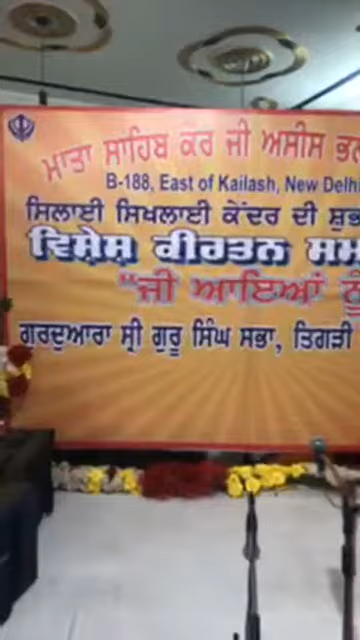 ਮਾਤਾ ਸਾਹਿਬ ਕੌਰ ਜੀ ਅਸੀਸ
B-188, East of Kailash, New Delhi
ਸਿਲਾਈ ਸਿਖਲਾਈ ਕੇਂਦਰ ਦੀ
ਵਿਸ਼ੇਸ਼ ਕੀਰਤਨ
"ਜੀ ਆਇਆਂ ਨੂੰ
ਗੁਰਦੁਆਰਾ ਸ੍ਰੀ ਗੁਰੂ ਸਿੰਘ ਸਭਾ, ਤਿਗੜੀ